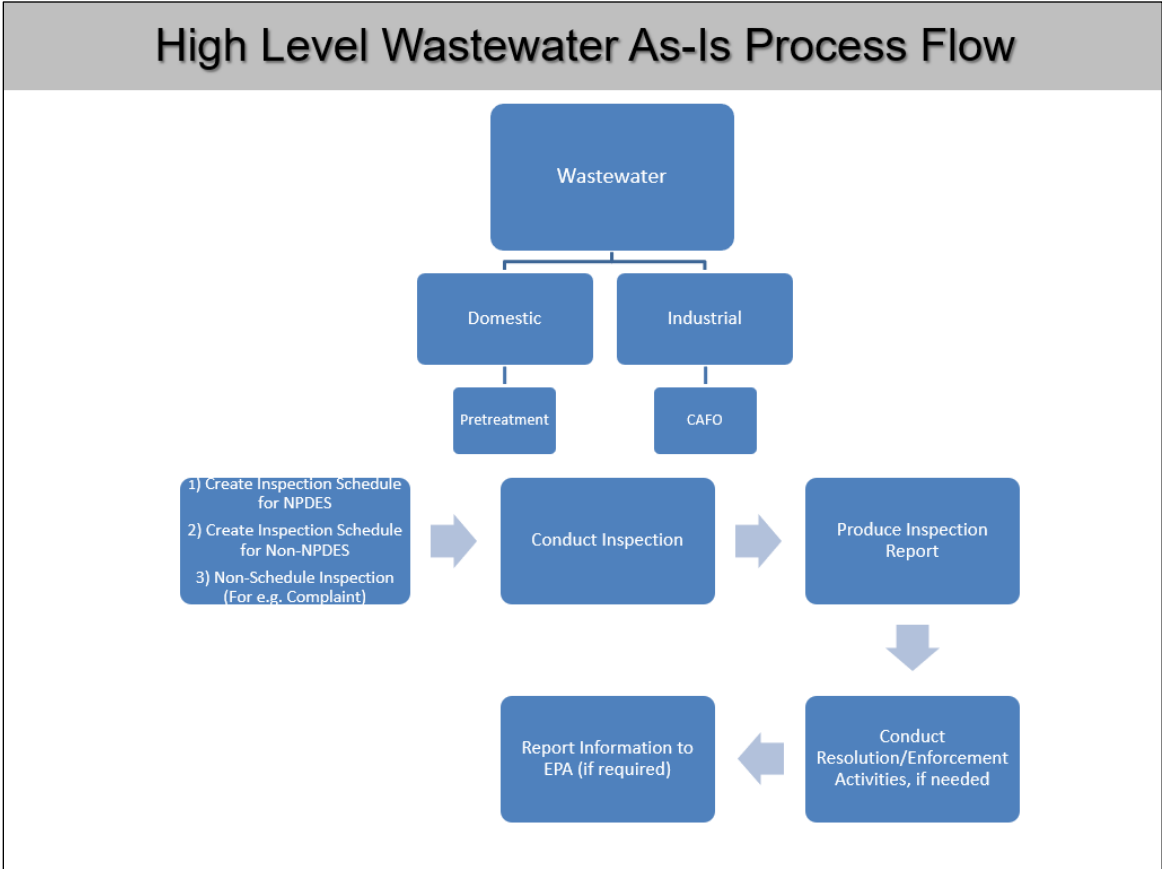 High Level Wastewater As-Is Process Flow
Wastewater
Domestic
Industrial
Pretreatment
CAFO
1) Create Inspection Schedule
for NPDES
2) Create Inspection Schedule
for Non-NPDES
3) Non-Schedule Inspection
(For e.g. Complaint)
Conduct Inspection
Produce Inspection
Report
Conduct
Resolution/Enforcement
Activities, if needed
Report Information to
EPA (if required)